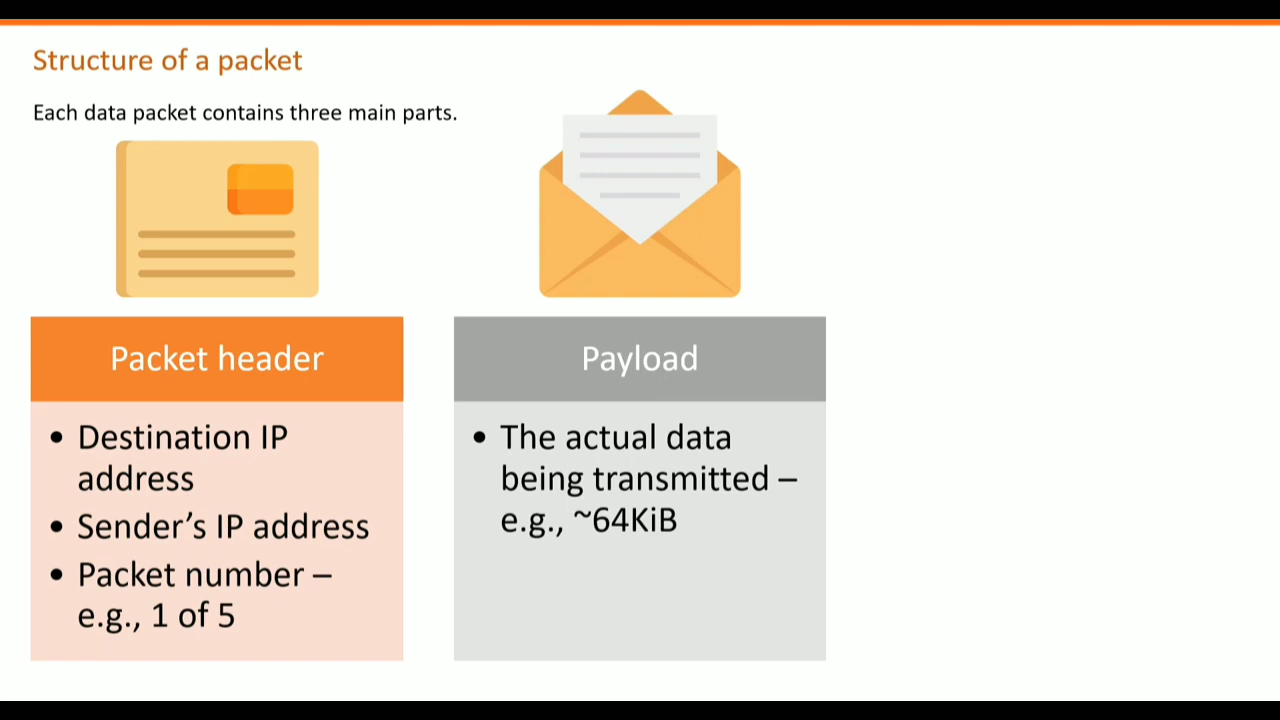 Structure of a packet
Each data packet contains three main parts.
Packet header
• Destination IP
address
• Sender’s IP address
• Packet number –
e.g., 1 of 5
Payload
• The actual data
being transmitted –
e.g., ~64KiB